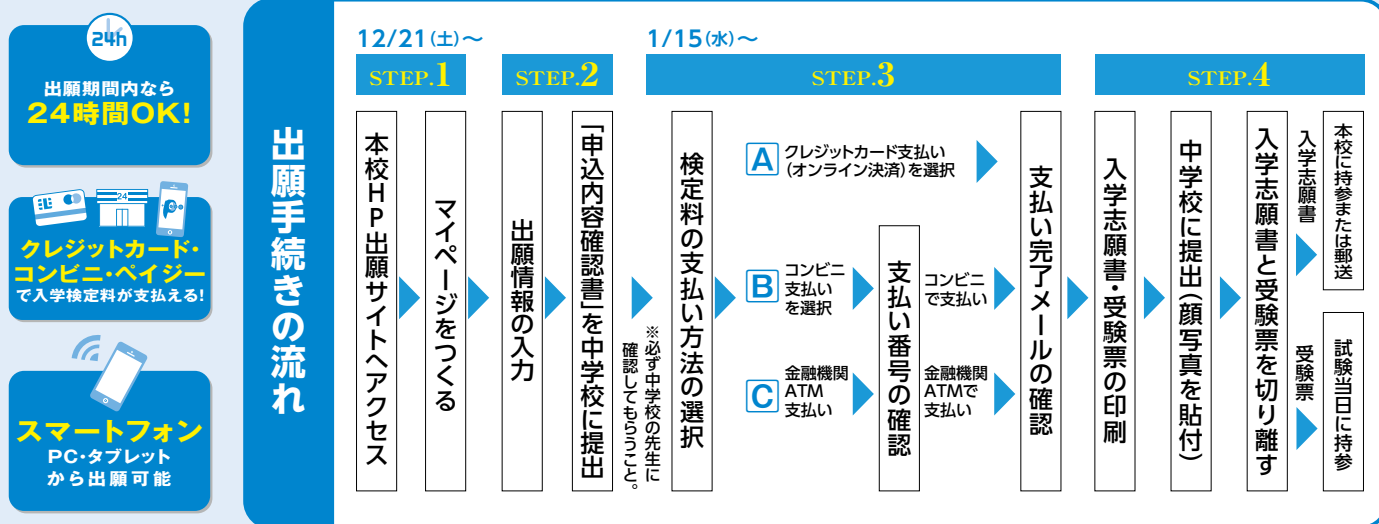 24h
出願期間内なら
24時間OK!
24
クレジットカード・
コンビニ・ペイジー
で入学検定料が支払える!
スマートフォン
PC・タブレット
から出願可能
出願手続きの流れ
12/21(土)~
STEP.1
本校HP出願サイトへアクセス
マイページをつくる
STEP.2
出願情報の入力
「申込内容確認書」を中学校に提出
※必ず中学校の先生に
確認してもらうこと。
1/15(水)~
STEP.3
検定料の支払い方法の選択
A
クレジットカード支払い
(オンライン決済)を選択
B
コンビニ
支払い
を選択
C
金融機関
ATM
支払い
支払い番号の確認
コンビニ
で支払い
金融機関
ATMで
支払い
支払い完了メールの確認
STEP.4
入学志願書・受験票の印刷
中学校に提出(顔写真を貼付)
入学志願書と受験票を切り離す
入学志願書
本校に持参または郵送
受験票
試験当日に持参